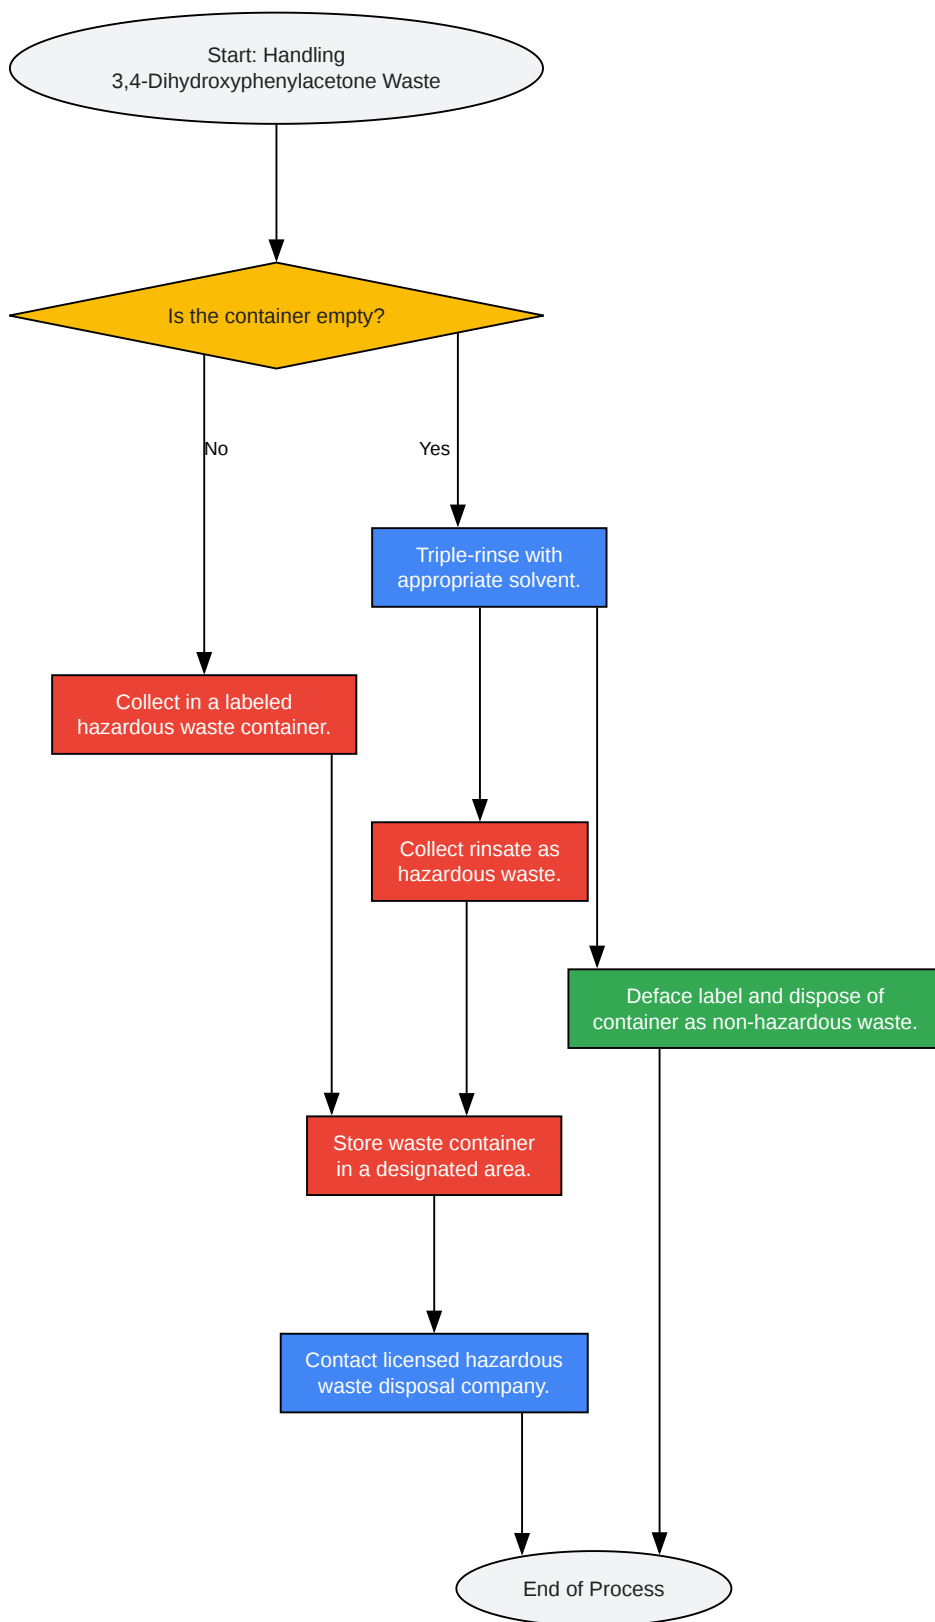 Start: Handling
3,4-Dihydroxyphenylacetone Waste
Is the container empty?
No
Yes
Triple-rinse with
appropriate solvent.
Collect in a labeled
hazardous waste container.
Collect rinsate as
hazardous waste.
Deface label and dispose of
container as non-hazardous waste.
Store waste container
in a designated area.
Contact licensed hazardous
waste disposal company.
End of Process